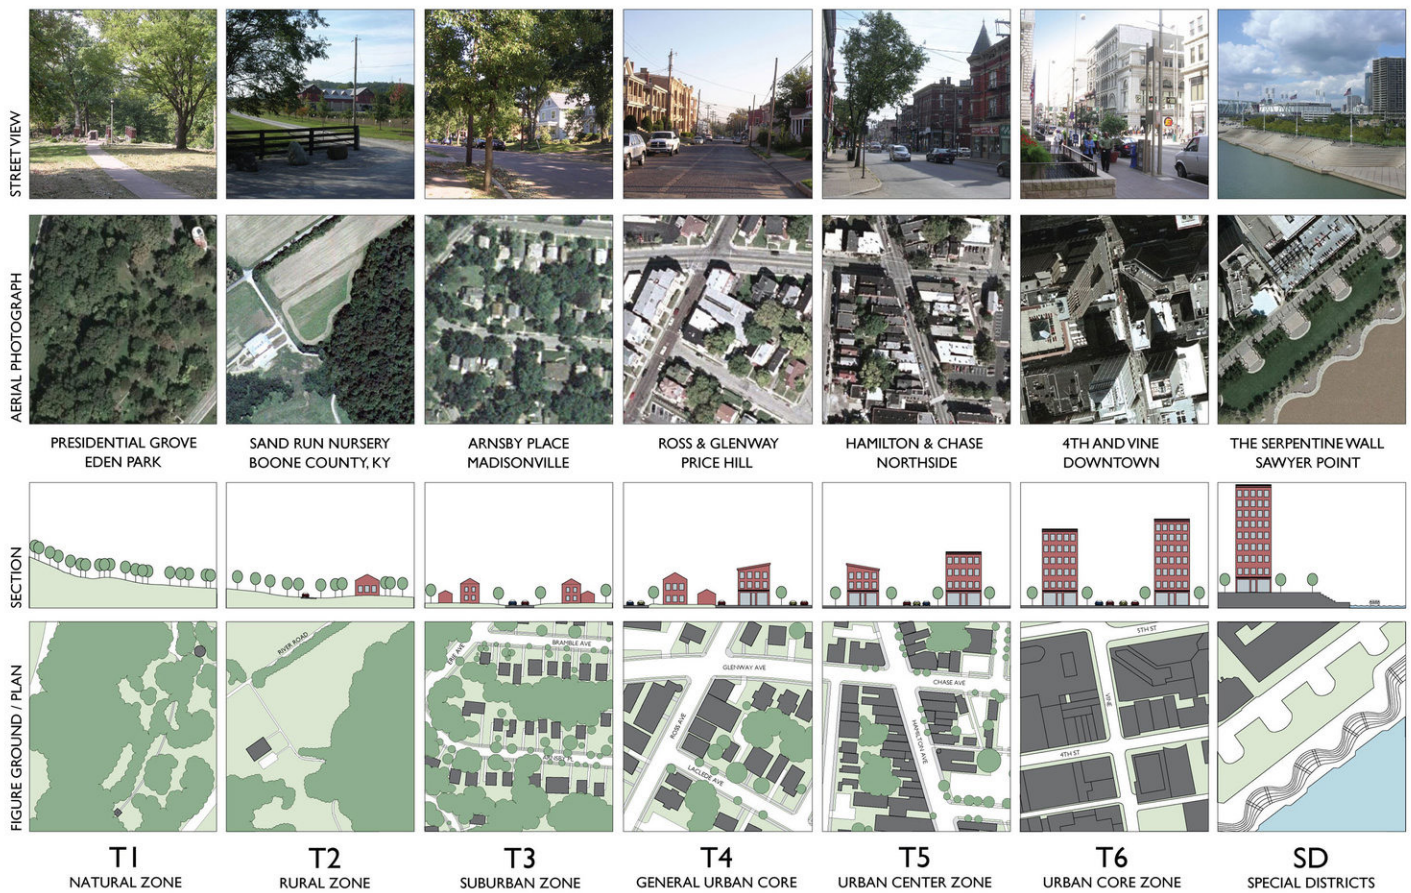 STREET VIEW
AERIAL PHOTOGRAPH
PRESIDENTIAL GROVE
EDEN PARK
SAND RUN NURSERY
BOONE COUNTY, KY
ARNSBY PLACE
MADISONVILLE
ROSS & GLENWAY
PRICE HILL
HAMILTON & CHASE
NORTHSIDE
4TH AND VINE
DOWNTOWN
THE SERPENTINE WALL
SAWYER POINT
SECTION
FIGURE GROUND / PLAN
RIVER ROAD
ERIE AVE
BRAMBLE AVE
ARNSBY PL
GLENWAY AVE
ROSS AVE
LACLEDE AVE
CHASE AVE
HAMILTON AVE
5TH ST
VINE
4TH ST
T1
NATURAL ZONE
T2
RURAL ZONE
T3
SUBURBAN ZONE
T4
GENERAL URBAN CORE
T5
URBAN CENTER ZONE
T6
URBAN CORE ZONE
SD
SPECIAL DISTRICTS